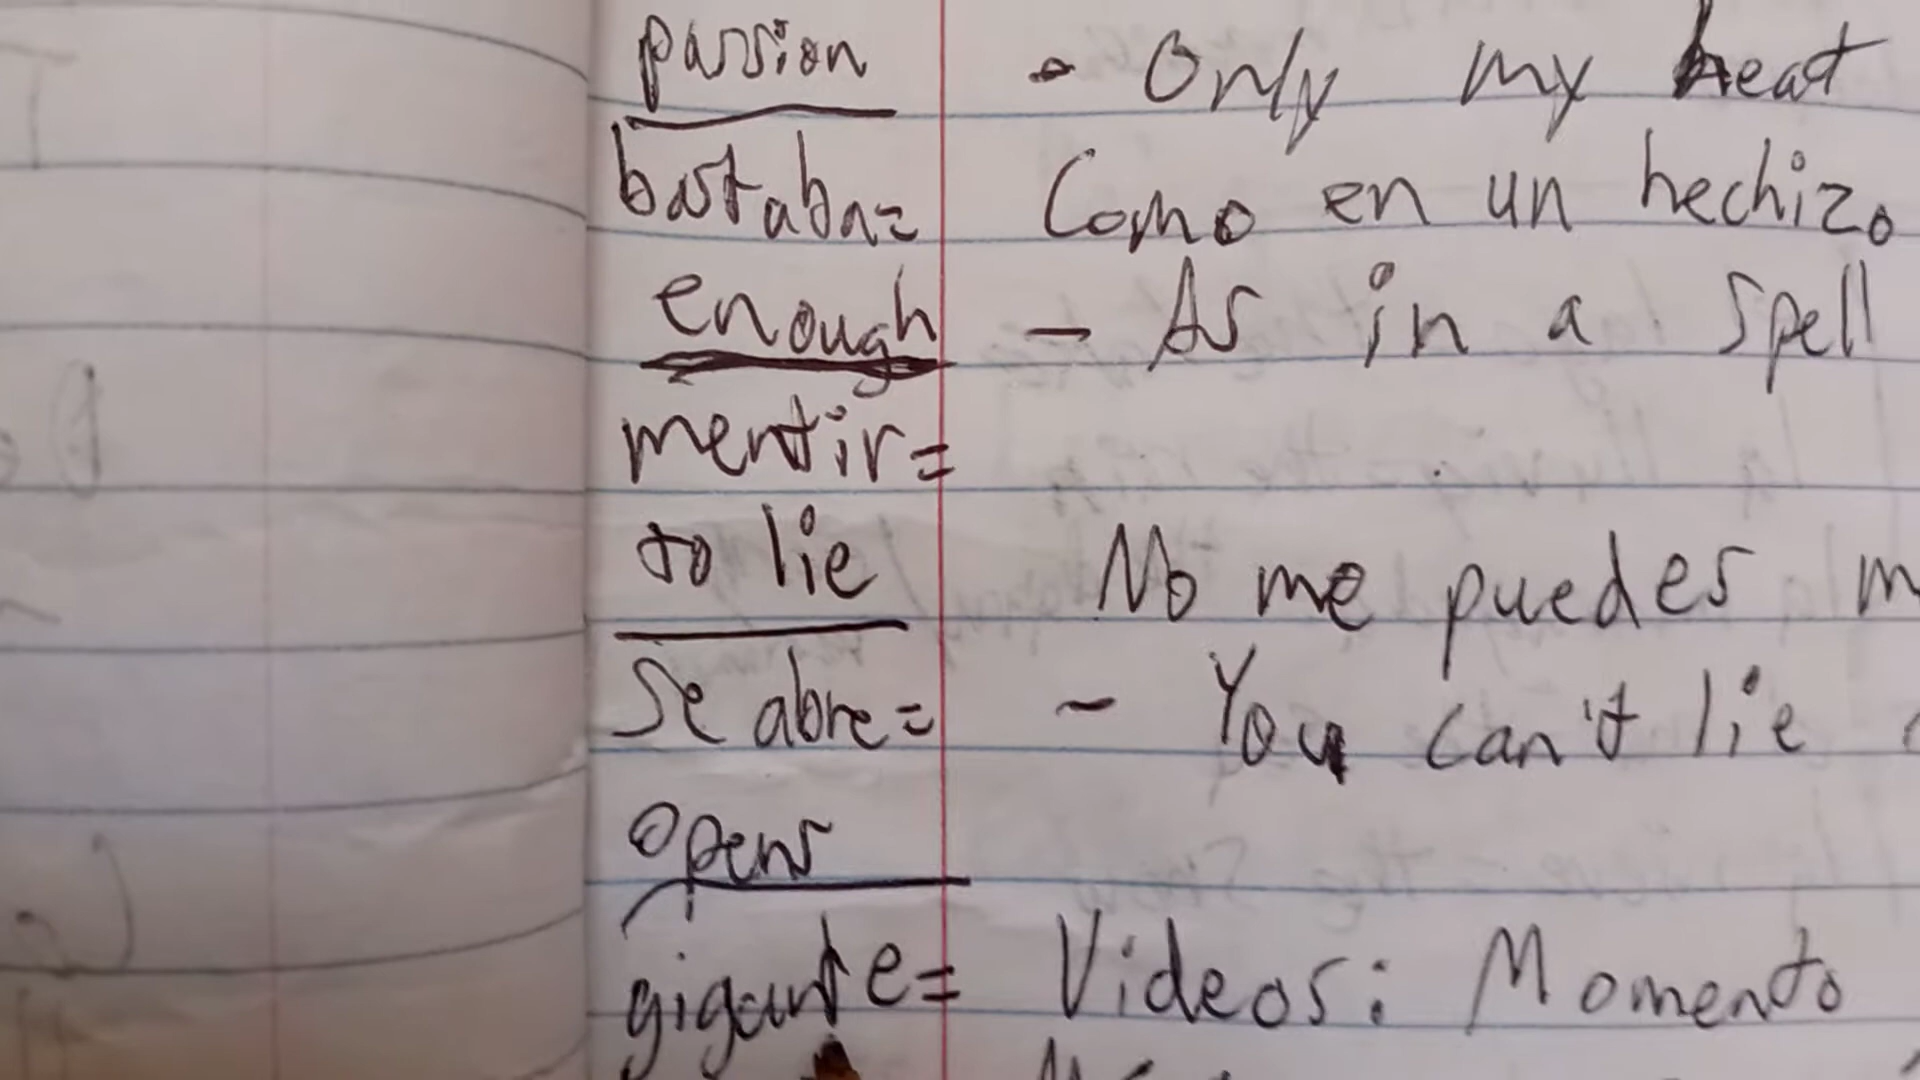 passion
bastaba=
enough
mentir=
to lie
se abre=
opens
gigante=
- Only my heat
Como en un hechizo
- As in a spell
No me puedes m
- You can't lie
Videos: Momento